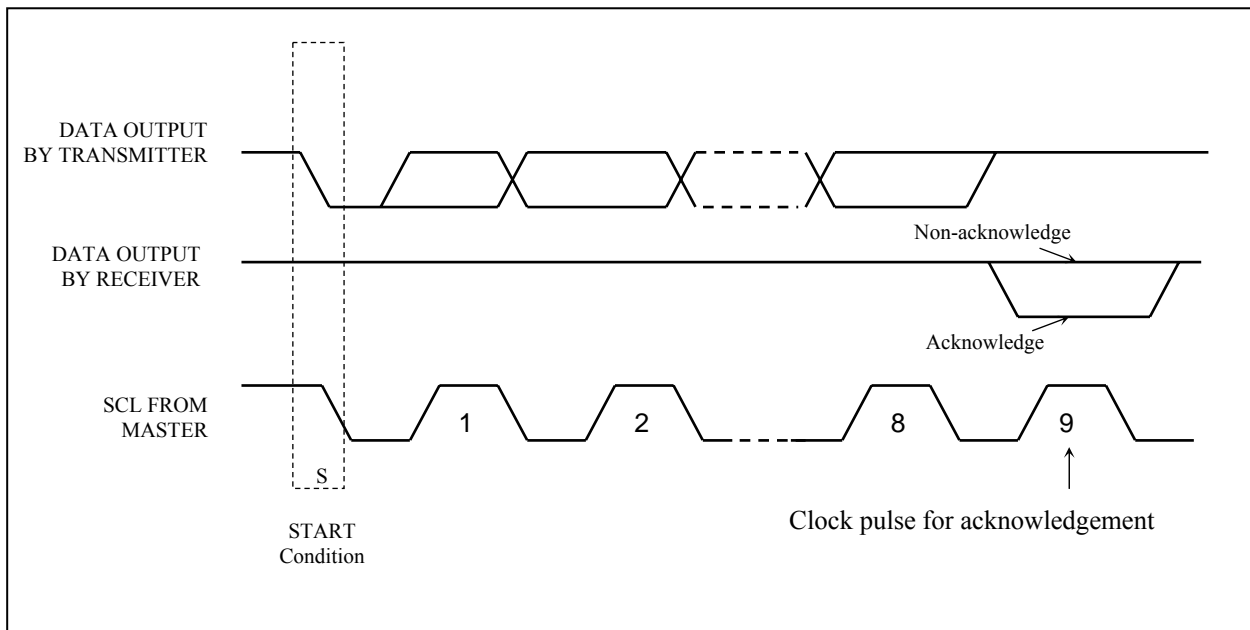 DATA OUTPUT
BY TRANSMITTER
Non-acknowledge
DATA OUTPUT
BY RECEIVER
Acknowledge
SCL FROM
MASTER
1
2
8
9
S
START
Condition
Clock pulse for acknowledgement